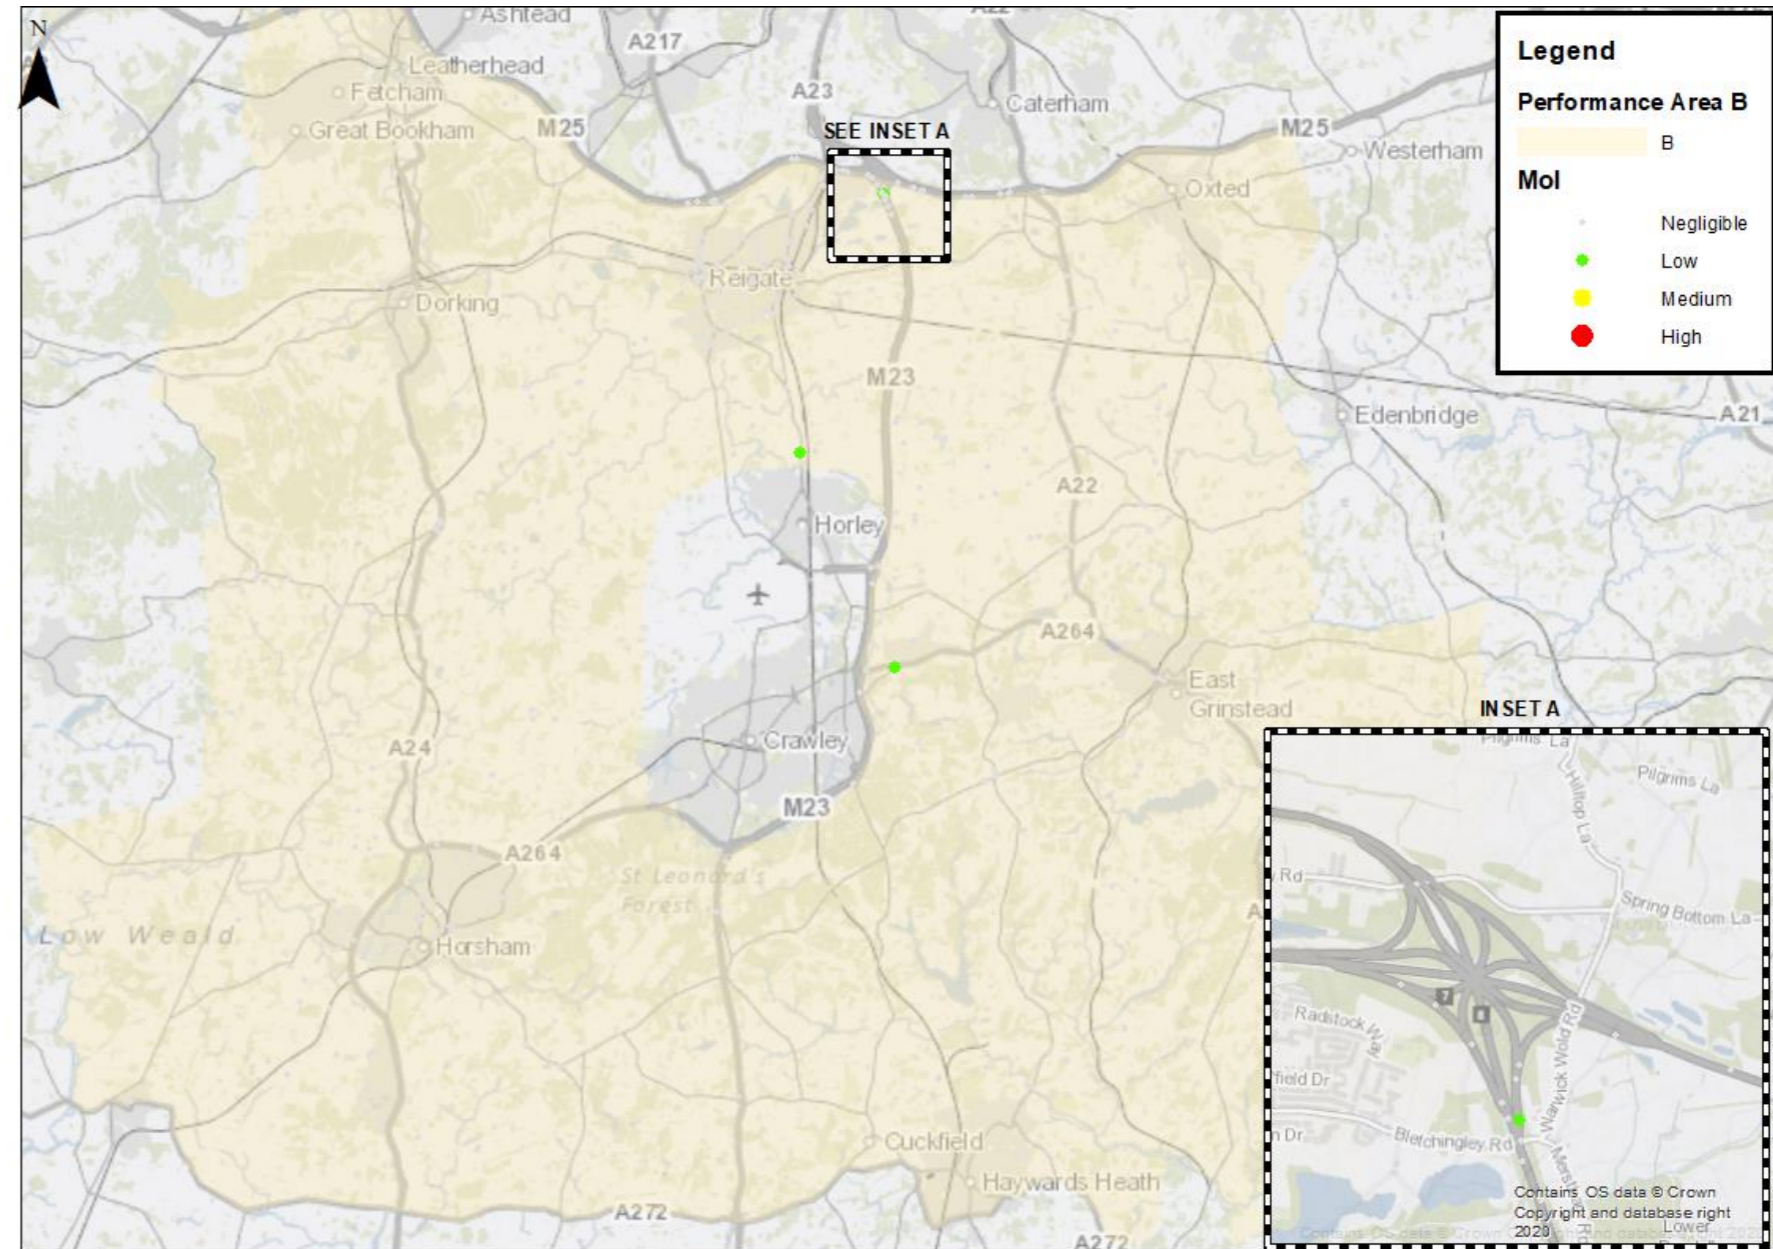 N
Ashtead
A22
A217
Leatherhead
A23
Fetcham
Caterham
Great Bookham
M25
SEE INSET A
M25
Westerham
Oxted
Reigate
Dorking
M23
Edenbridge
A21
A22
Horley
A264
East
Grinstead
Crawley
A24
M23
A264
St Leonard's
Forest
Low Weald
Horsham
Cuckfield
Haywards Heath
A272
A272
Legend
Performance Area B
B
MoI
Negligible
Low
Medium
High
INSET A
Pilgrims La
Pilgrims La
Hilltop La
Rd
Spring Bottom La
7
8
Radstock Way
Warwick Wold Rd
field Dr
n Dr
Bletchingley Rd
Contains OS data © Crown
Copyright and database right
2020
Lower